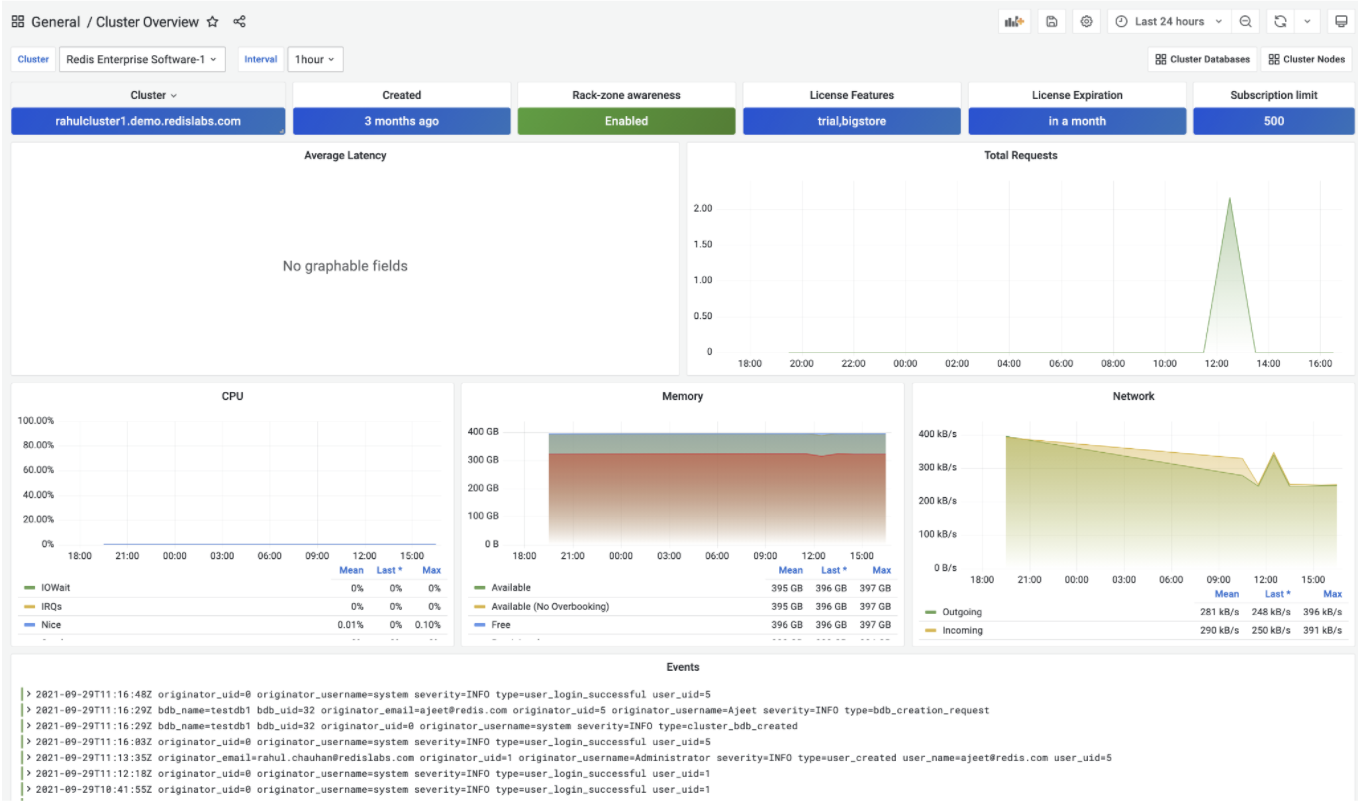 General / Cluster Overview
Last 24 hours
Cluster Redis Enterprise Software-1 Interval 1hour Cluster Databases Cluster Nodes
Cluster Created Rack-zone awareness License Features License Expiration Subscription limit
rahulcluster1.demo.redislabs.com 3 months ago Enabled trial,bigstore in a month 500
Average Latency
No graphable fields
Total Requests
2.00
1.50
1.00
0.50
0
18:00 20:00 22:00 00:00 02:00 04:00 06:00 08:00 10:00 12:00 14:00 16:00
CPU
100.00%
80.00%
60.00%
40.00%
20.00%
0%
18:00 21:00 00:00 03:00 06:00 09:00 12:00 15:00
Mean Last * Max
IOWait 0% 0% 0%
IRQs 0% 0% 0%
Nice 0.01% 0% 0.10%
Memory
400 GB
300 GB
200 GB
100 GB
0 B
18:00 21:00 00:00 03:00 06:00 09:00 12:00 15:00
Mean Last * Max
Available 395 GB 396 GB 397 GB
Available (No Overbooking) 395 GB 396 GB 397 GB
Free 396 GB 396 GB 397 GB
Network
400 kB/s
300 kB/s
200 kB/s
100 kB/s
0 B/s
18:00 21:00 00:00 03:00 06:00 09:00 12:00 15:00
Mean Last * Max
Outgoing 281 kB/s 248 kB/s 396 kB/s
Incoming 290 kB/s 250 kB/s 391 kB/s
Events
> 2021-09-29T11:16:48Z originator_uid=0 originator_username=system severity=INFO type=user_login_successful user_uid=5
> 2021-09-29T11:16:29Z bdb_name=testdb1 bdb_uid=32 originator_email=ajeet@redis.com originator_uid=5 originator_username=Ajeet severity=INFO type=bdb_creation_request
> 2021-09-29T11:16:29Z bdb_name=testdb1 bdb_uid=32 originator_uid=0 originator_username=system severity=INFO type=cluster_bdb_created
> 2021-09-29T11:16:03Z originator_uid=0 originator_username=system severity=INFO type=user_login_successful user_uid=5
> 2021-09-29T11:13:35Z originator_email=rahul.chauhan@redislabs.com originator_uid=1 originator_username=Administrator severity=INFO type=user_created user_name=ajeet@redis.com user_uid=5
> 2021-09-29T11:12:18Z originator_uid=0 originator_username=system severity=INFO type=user_login_successful user_uid=1
> 2021-09-29T10:41:55Z originator_uid=0 originator_username=system severity=INFO type=user_login_successful user_uid=1